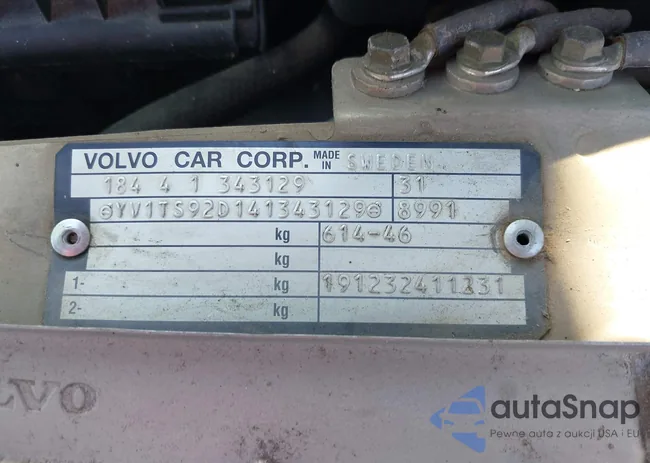 VOLVO CAR CORP. MADE IN SWEDEN
184 4 1 343129 31
YV1TS92D141343129 8991
kg 614-46
kg
1- kg 191232411231
2- kg
VOLVO
autaSnap
Pewne auta z aukcji USA i EU